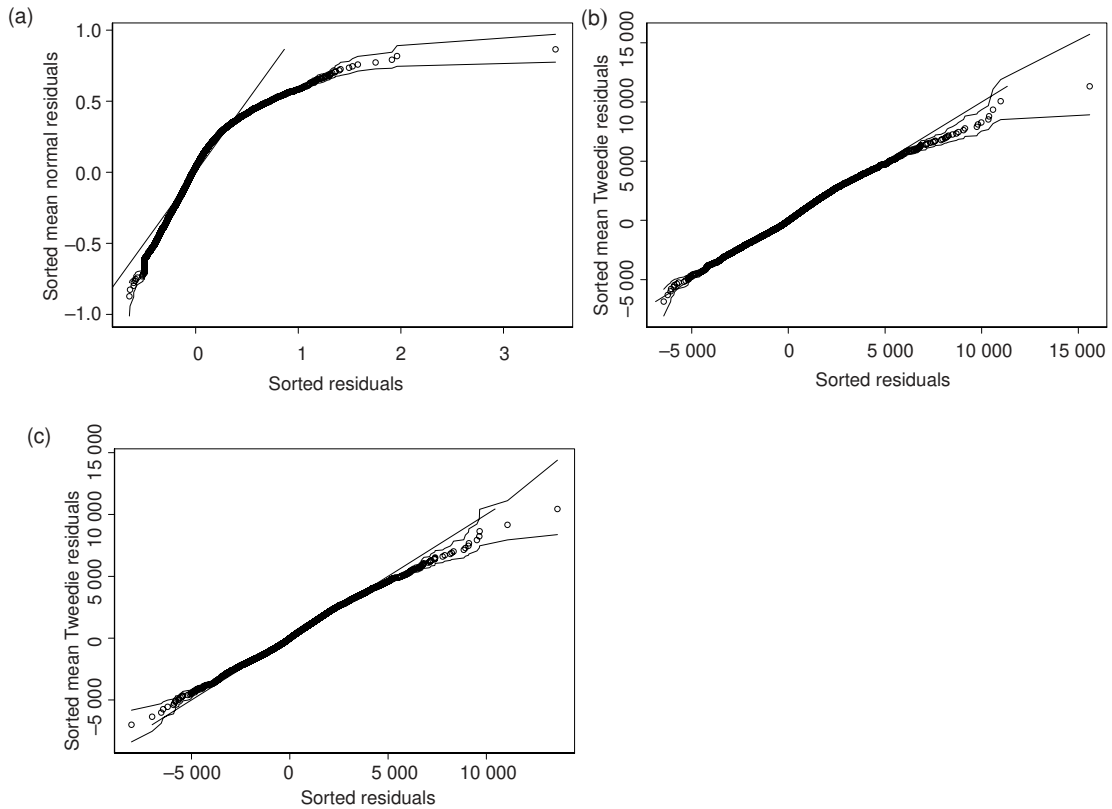 (a)
Sorted mean normal residuals
1.0
0.5
0.0
−0.5
−1.0
0 1 2 3
Sorted residuals
(b)
Sorted mean Tweedie residuals
15 000
10 000
5 000
0
−5 000
−5 000 0 5 000 10 000 15 000
Sorted residuals
(c)
Sorted mean Tweedie residuals
15 000
10 000
5 000
0
−5 000
−5 000 0 5 000 10 000
Sorted residuals